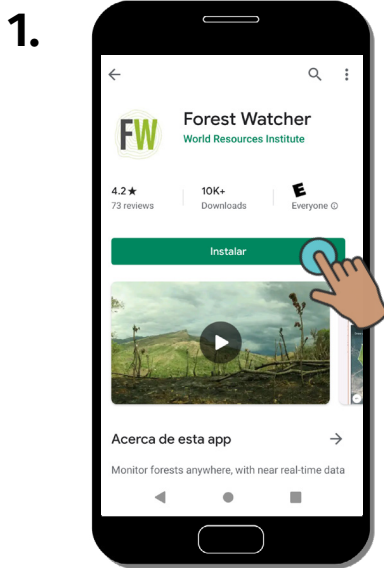 1.
FW
Forest Watcher
World Resources Institute
4.2★ 10K+ E
73 reviews Downloads Everyone
Instalar
Acerca de esta app
Monitor forests anywhere, with near real-time data